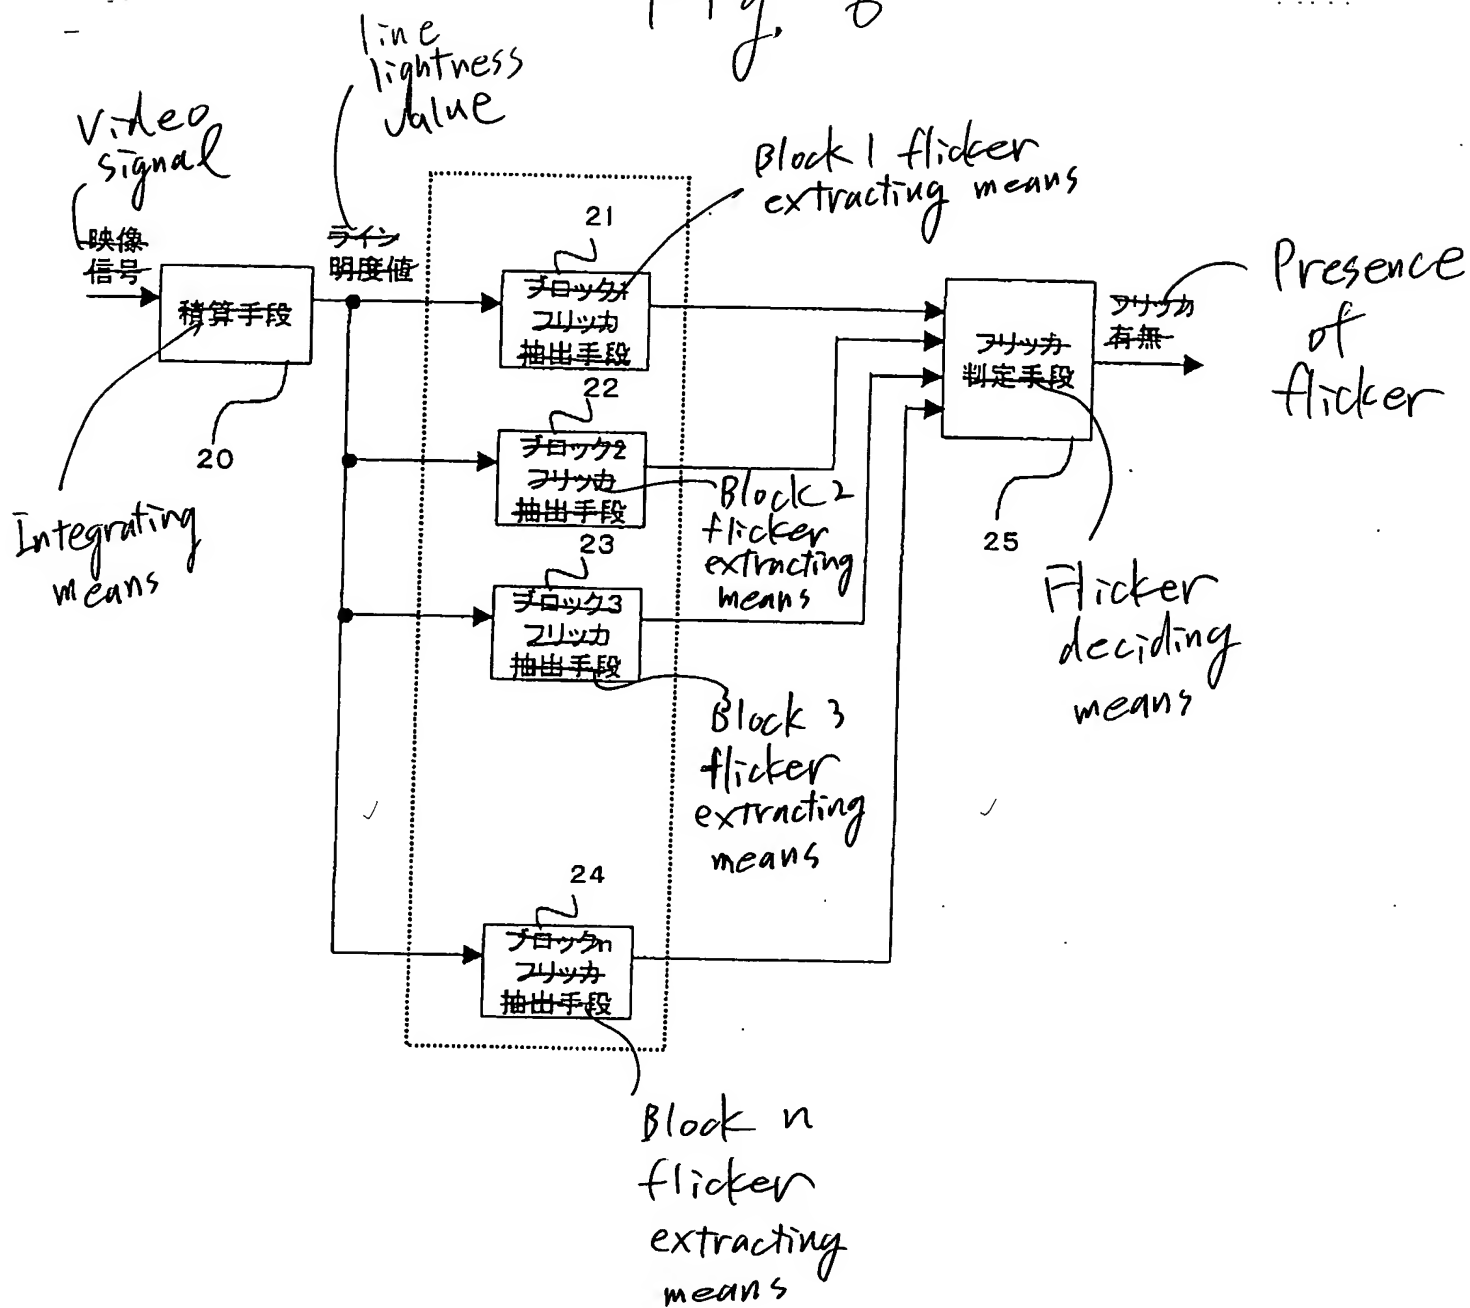 Fig. 8
line
lightness
value
Video
signal
Block 1 flicker
extracting means
映像
信号
ライン
明度値
21
ブロック1
フリッカ
抽出手段
積算手段
20
フリッカ
判定手段
フリッカ
有無
Presence
of
flicker
22
ブロック2
フリッカ
抽出手段
Block 2
flicker
extracting
means
25
Integrating
means
23
ブロック3
フリッカ
抽出手段
Flicker
deciding
means
Block 3
flicker
extracting
means
24
ブロックn
フリッカ
抽出手段
Block n
flicker
extracting
means